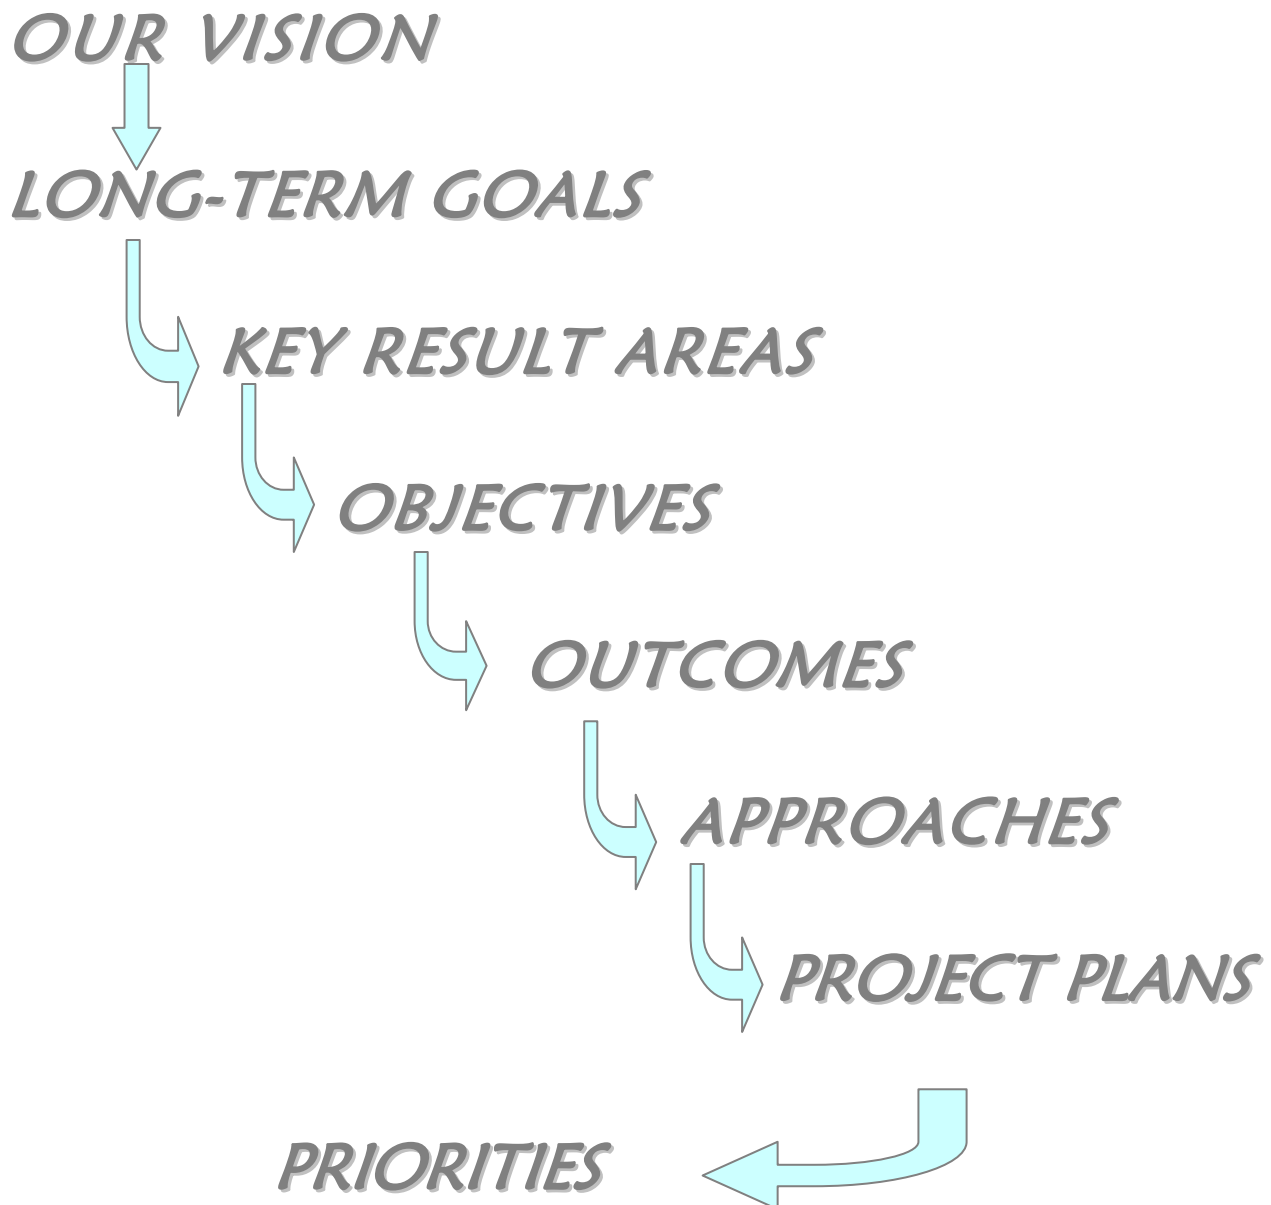 OUR VISION
LONG-TERM GOALS
KEY RESULT AREAS
OBJECTIVES
OUTCOMES
APPROACHES
PROJECT PLANS
PRIORITIES